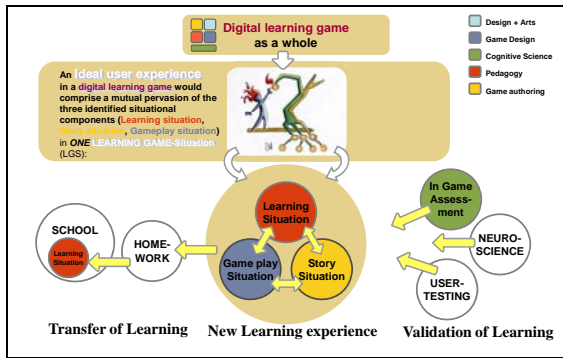 Digital learning game
as a whole
Design + Arts
Game Design
Cognitive Science
Pedagogy
Game authoring
An Ideal user experience
in a digital learning game would
comprise a mutual pervasion of the
three identified situational
components (Learning situation,
Story situation, Gameplay situation)
in ONE LEARNING GAME-Situation
(LGS):
SCHOOL
Learning
Situation
HOME-
WORK
Learning
Situation
Game play
Situation
Story
Situation
In Game
Assess-
ment
NEURO-
SCIENCE
USER-
TESTING
Transfer of Learning
New Learning experience
Validation of Learning